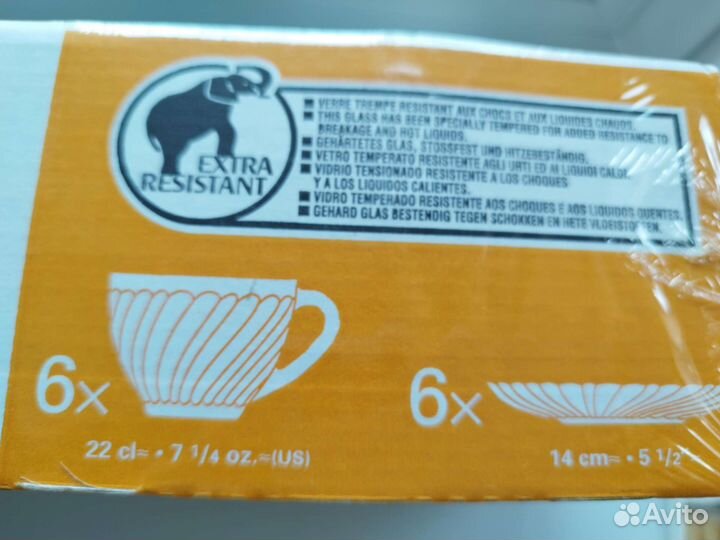 EXTRA
RESISTANT
■ VERRE TREMPE RESISTANT AUX CHOCS ET AUX LIQUIDES CHAUDS.
■ THIS GLASS HAS BEEN SPECIALLY TEMPERED FOR ADDED RESISTANCE TO
BREAKAGE AND HOT LIQUIDS.
■ GEHÄRTETES GLAS, STOSSFEST UND HITZEBESTÄNDIG.
■ VETRO TEMPERATO RESISTENTE AGLI URTI ED AI LIQUIDI CALDI.
■ VIDRIO TENSIONADO RESISTENTE A LOS CHOQUES
Y A LOS LIQUIDOS CALIENTES.
■ VIDRO TEMPERADO RESISTENTE AOS CHOQUES E AOS LIQUIDOS QUENTES.
■ GEHARD GLAS BESTENDIG TEGEN SCHOKKEN EN HETE VLOEISTOFFEN.
6x
6x
22 cl≈ • 7 1/4 oz.≈(US)
14 cm≈ • 5 1/2"≈
Avito